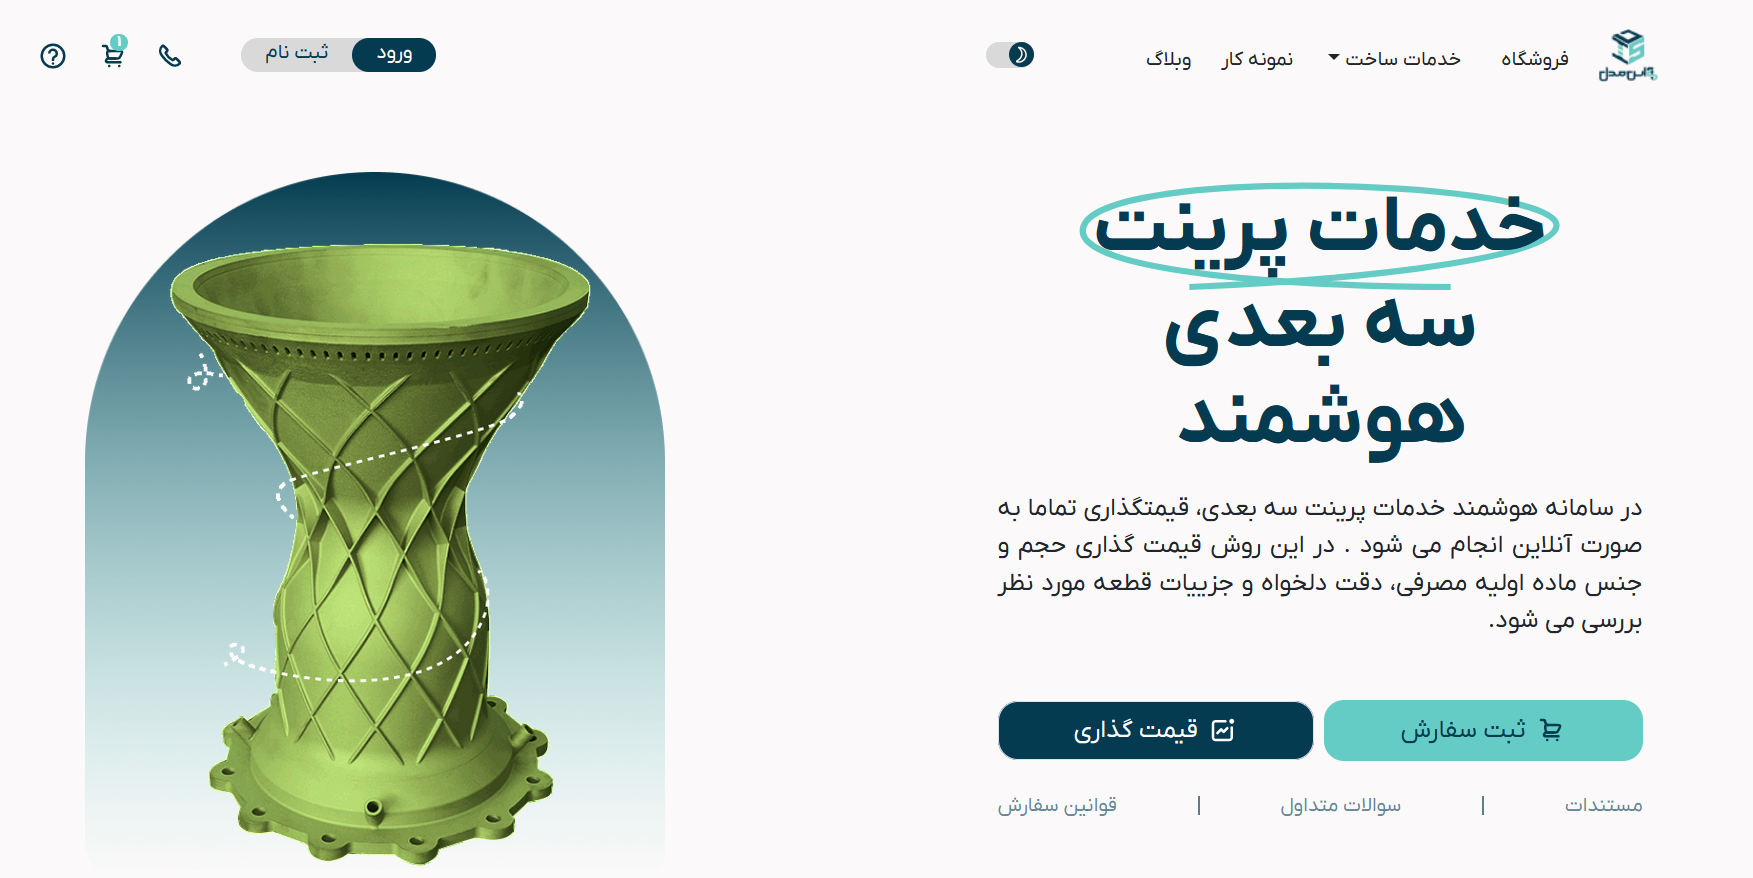 فروشگاه
خدمات ساخت
نمونه کار
وبلاگ
ورود
ثبت نام
۱
خدمات پرینت
سه بعدی
هوشمند
در سامانه هوشمند خدمات پرینت سه بعدی، قیمتگذاری تماما به
صورت آنلاین انجام می شود . در این روش قیمت گذاری حجم و
جنس ماده اولیه مصرفی، دقت دلخواه و جزییات قطعه مورد نظر
بررسی می شود.
ثبت سفارش
قیمت گذاری
مستندات | سوالات متداول | قوانین سفارش